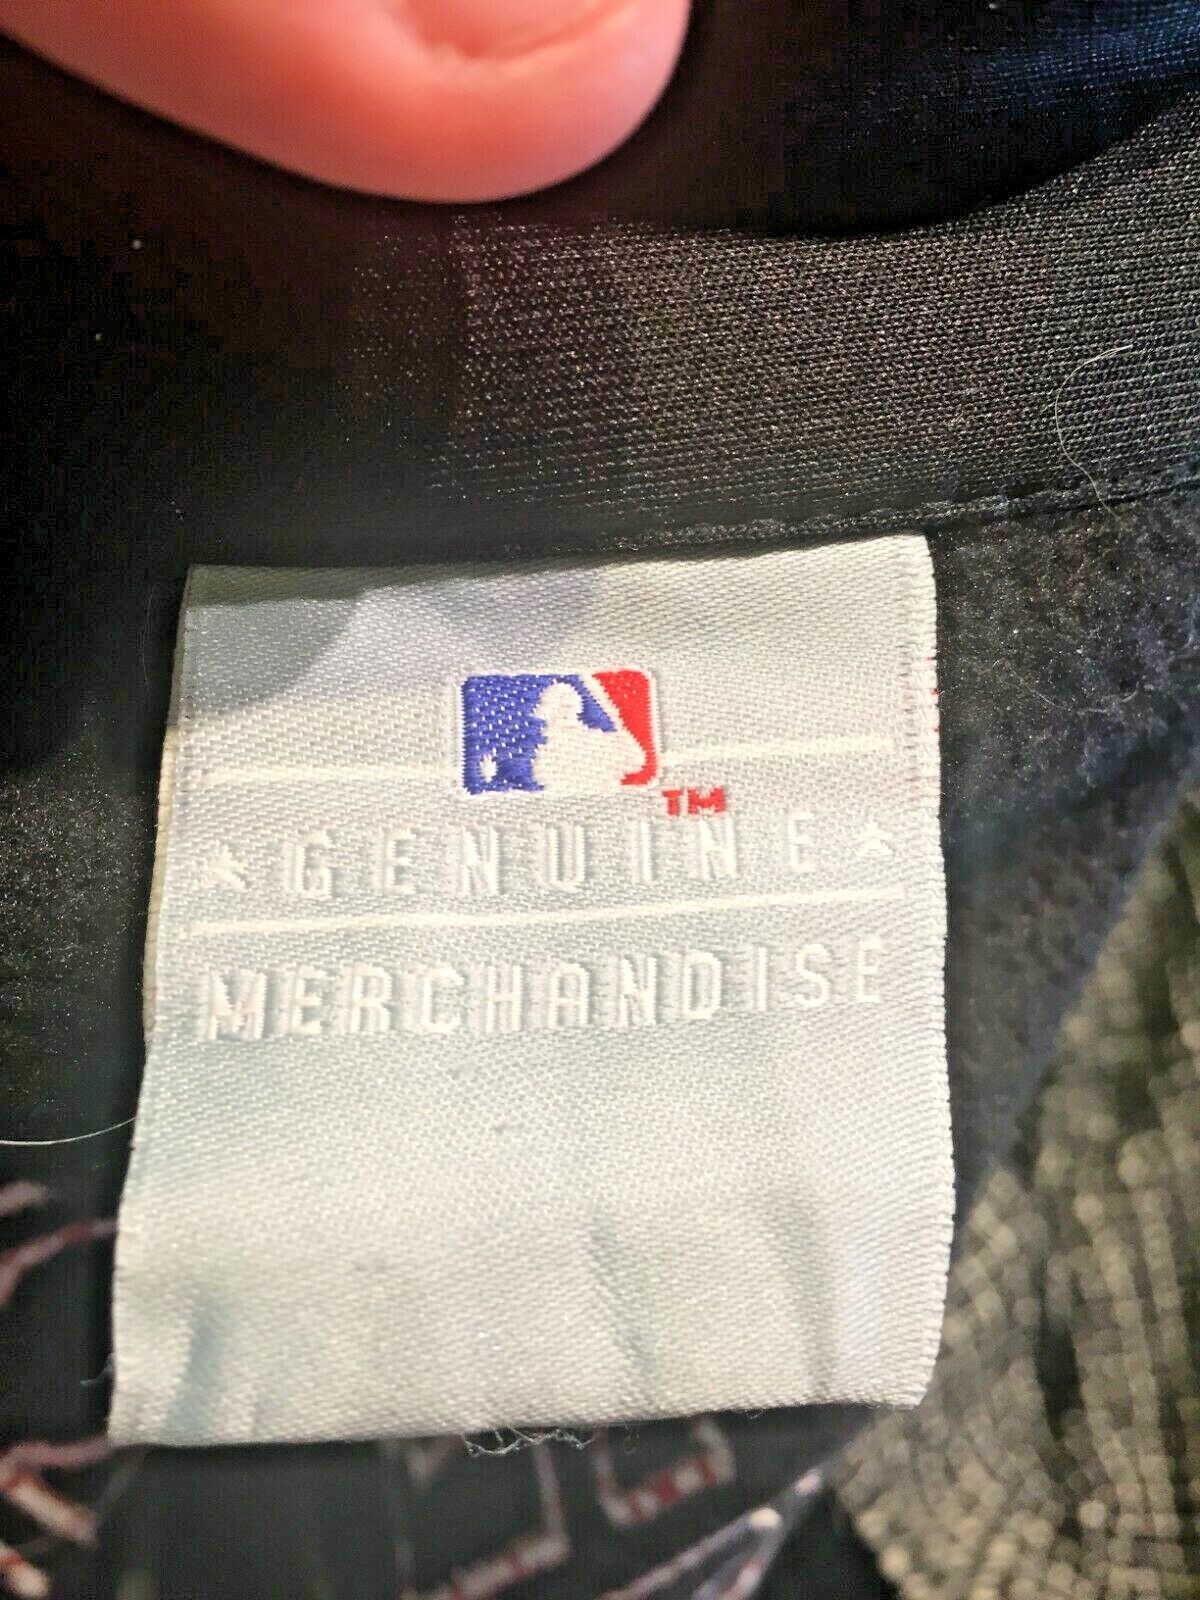 TM
★ GENUINE ★
MERCHANDISE